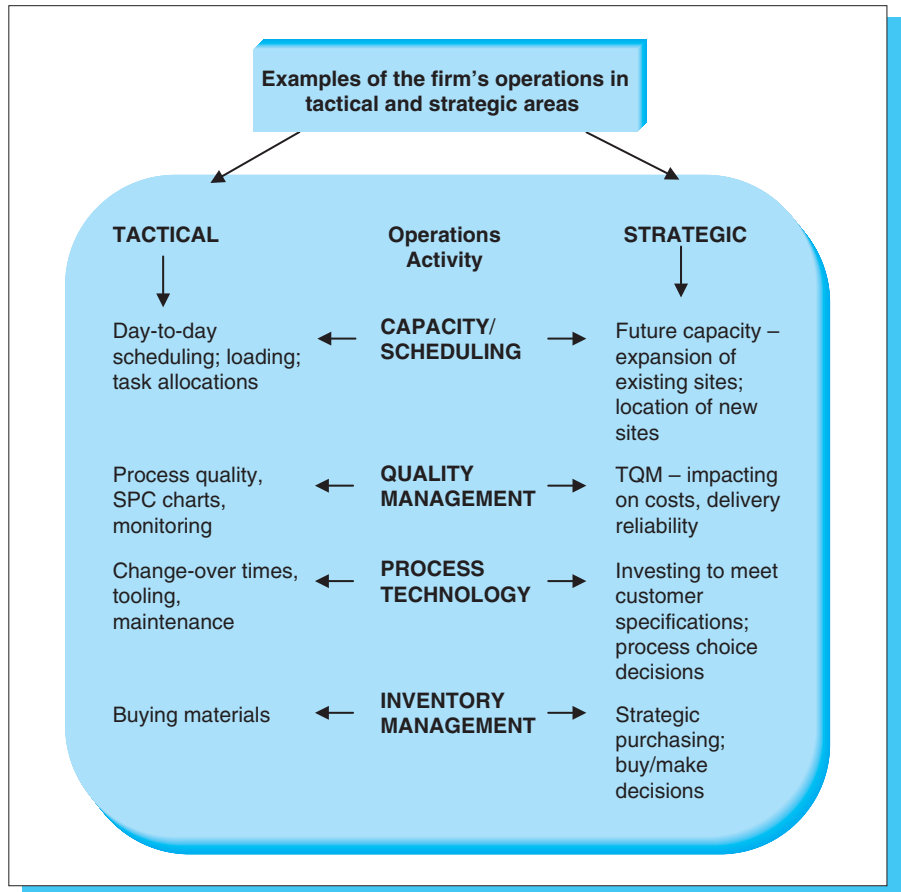 Examples of the firm's operations in
tactical and strategic areas
TACTICAL
Operations
Activity
STRATEGIC
Day-to-day
scheduling; loading;
task allocations
CAPACITY/
SCHEDULING
Future capacity –
expansion of
existing sites;
location of new
sites
Process quality,
SPC charts,
monitoring
QUALITY
MANAGEMENT
TQM – impacting
on costs, delivery
reliability
Change-over times,
tooling,
maintenance
PROCESS
TECHNOLOGY
Investing to meet
customer
specifications;
process choice
decisions
Buying materials
INVENTORY
MANAGEMENT
Strategic
purchasing;
buy/make
decisions